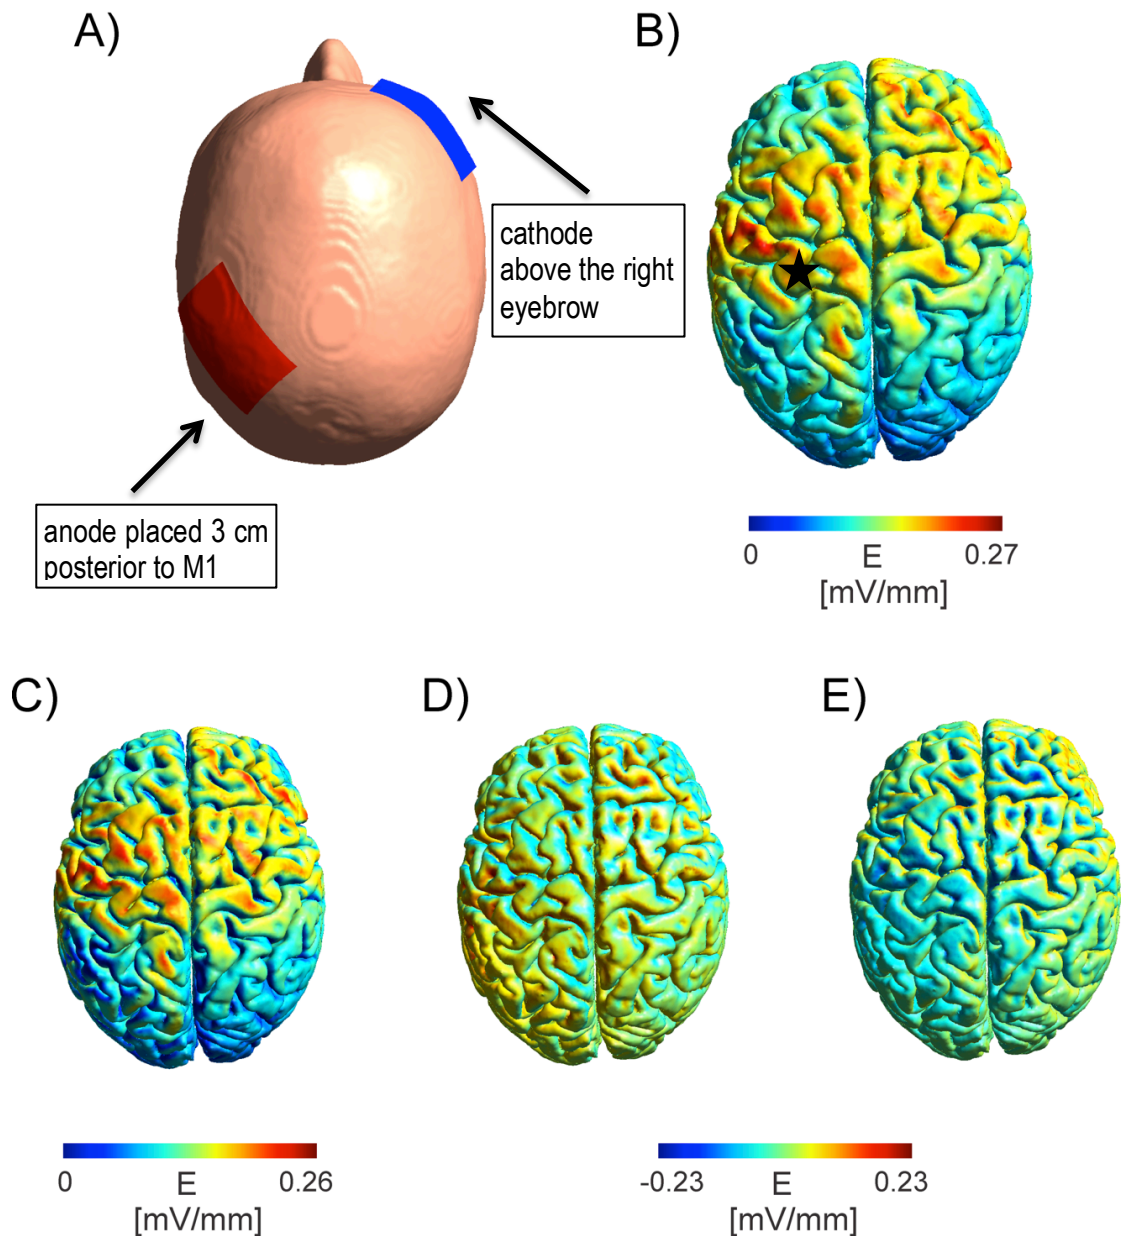 A)
B)
cathode
above the right
eyebrow
anode placed 3 cm
posterior to M1
0 E 0.27
[mV/mm]
C)
D)
E)
0 E 0.26
[mV/mm]
-0.23 E 0.23
[mV/mm]